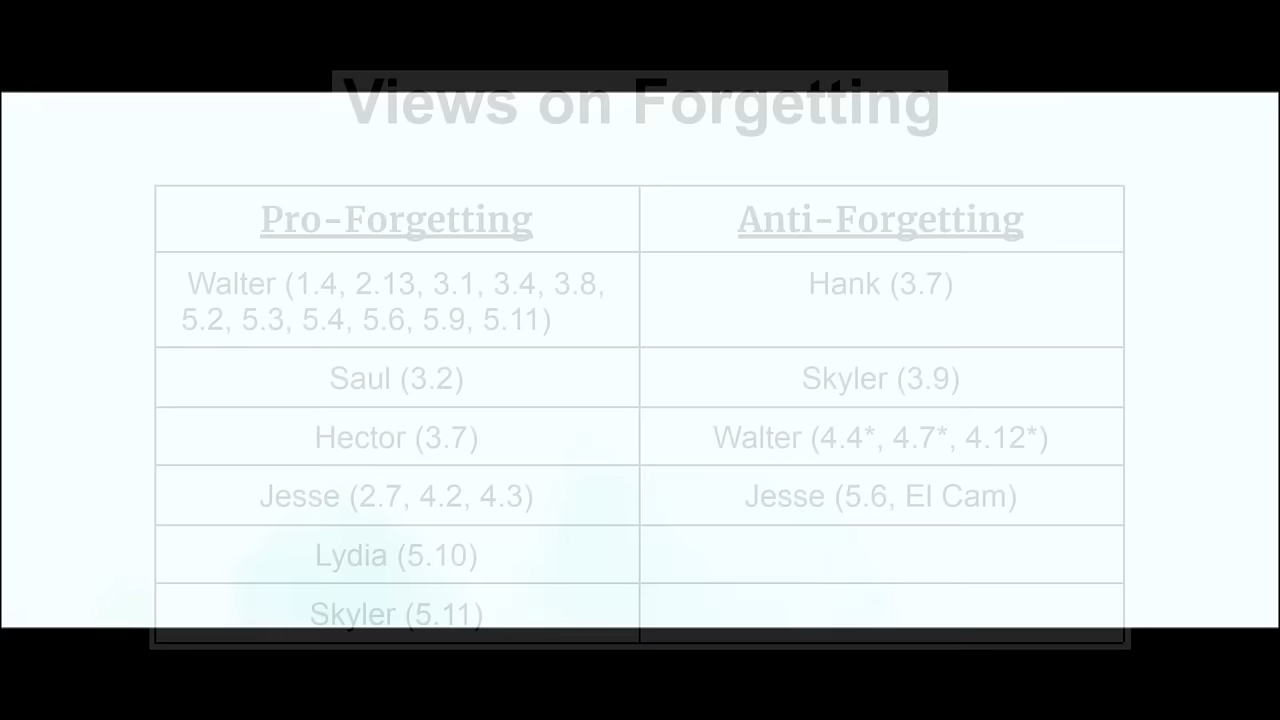 Views on Forgetting
Pro-Forgetting
Anti-Forgetting
Walter (1.4, 2.13, 3.1, 3.4, 3.8,
5.2, 5.3, 5.4, 5.6, 5.9, 5.11)
Hank (3.7)
Saul (3.2)
Skyler (3.9)
Hector (3.7)
Walter (4.4*, 4.7*, 4.12*)
Jesse (2.7, 4.2, 4.3)
Jesse (5.6, El Cam)
Lydia (5.10)
Skyler (5.11)